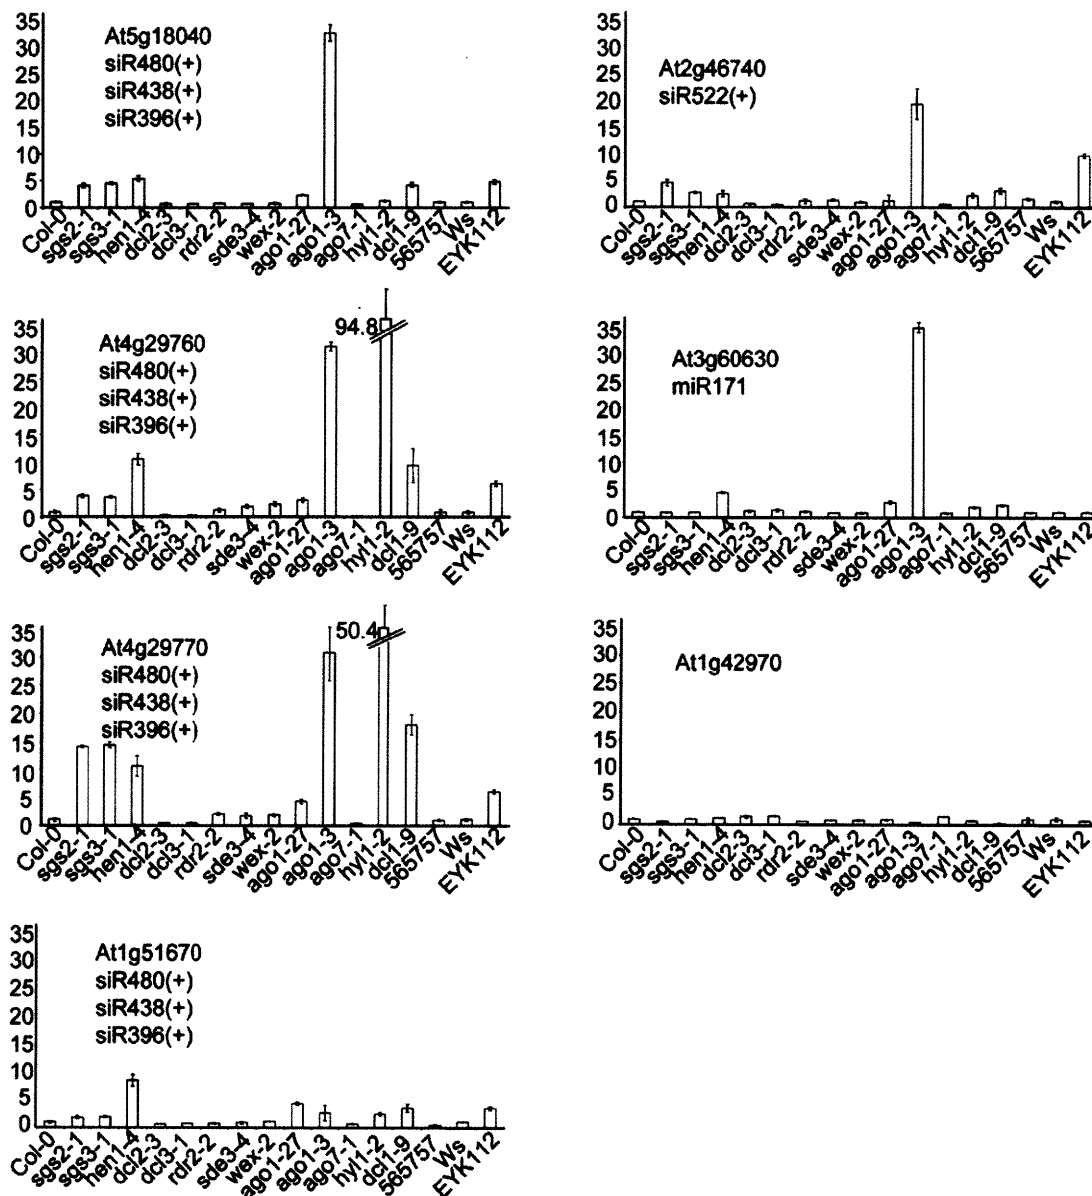 35
30
25
20
15
10
5
0
At5g18040
siR480(+)
siR438(+)
siR396(+)
Col-0
sgs2-1
sgs3-1
hen1-4
dcl2-3
dcl3-1
rdr2-2
sde3-4
wex-2
ago1-27
ago1-3
ago7-1
hyl1-2
dcl1-9
565757
Ws
EYK112
35
30
25
20
15
10
5
0
At2g46740
siR522(+)
Col-0
sgs2-1
sgs3-1
hen1-4
dcl2-3
dcl3-1
rdr2-2
sde3-4
wex-2
ago1-27
ago1-3
ago7-1
hyl1-2
dcl1-9
565757
Ws
EYK112
35
30
25
20
15
10
5
0
At4g29760
siR480(+)
siR438(+)
siR396(+)
94.8
Col-0
sgs2-1
sgs3-1
hen1-4
dcl2-3
dcl3-1
rdr2-2
sde3-4
wex-2
ago1-27
ago1-3
ago7-1
hyl1-2
dcl1-9
565757
Ws
EYK112
35
30
25
20
15
10
5
0
At3g60630
miR171
Col-0
sgs2-1
sgs3-1
hen1-4
dcl2-3
dcl3-1
rdr2-2
sde3-4
wex-2
ago1-27
ago1-3
ago7-1
hyl1-2
dcl1-9
565757
Ws
EYK112
35
30
25
20
15
10
5
0
At4g29770
siR480(+)
siR438(+)
siR396(+)
50.4
Col-0
sgs2-1
sgs3-1
hen1-4
dcl2-3
dcl3-1
rdr2-2
sde3-4
wex-2
ago1-27
ago1-3
ago7-1
hyl1-2
dcl1-9
565757
Ws
EYK112
35
30
25
20
15
10
5
0
At1g42970
Col-0
sgs2-1
sgs3-1
hen1-4
dcl2-3
dcl3-1
rdr2-2
sde3-4
wex-2
ago1-27
ago1-3
ago7-1
hyl1-2
dcl1-9
565757
Ws
EYK112
35
30
25
20
15
10
5
0
At1g51670
siR480(+)
siR438(+)
siR396(+)
Col-0
sgs2-1
sgs3-1
hen1-4
dcl2-3
dcl3-1
rdr2-2
sde3-4
wex-2
ago1-27
ago1-3
ago7-1
hyl1-2
dcl1-9
565757
Ws
EYK112